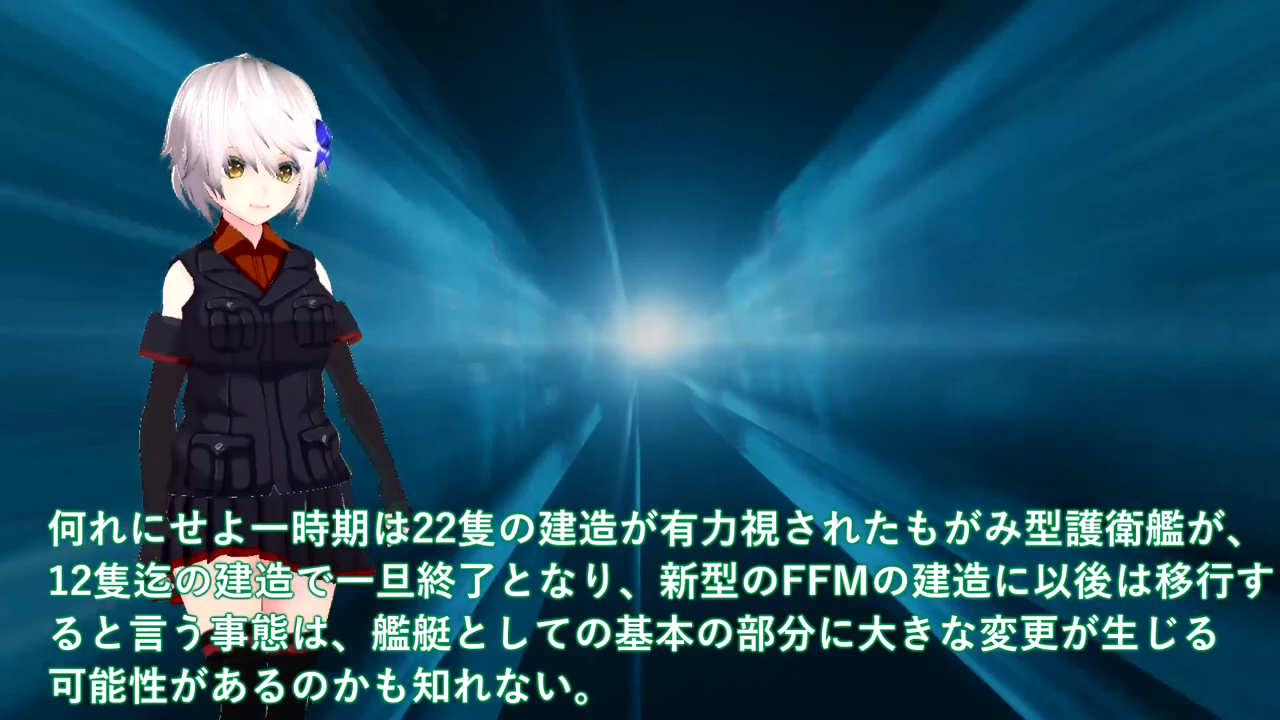 何れにせよ一時期は22隻の建造が有力視されたもがみ型護衛艦が、
12隻迄の建造で一旦終了となり、新型のFFMの建造に以後は移行す
ると言う事態は、艦艇としての基本の部分に大きな変更が生じる
可能性があるのかも知れない。